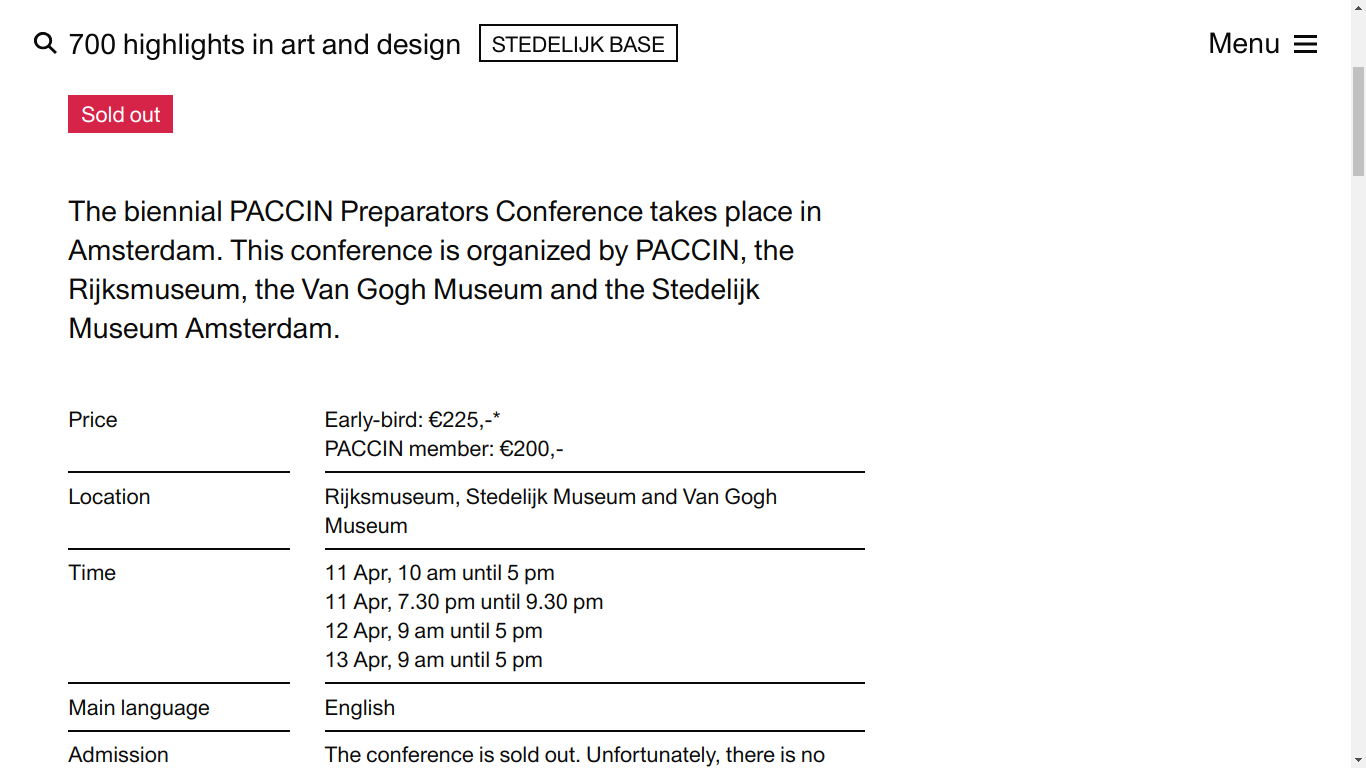 700 highlights in art and design
STEDELIJK BASE
Menu
Sold out
The biennial PACCIN Preparators Conference takes place in
Amsterdam. This conference is organized by PACCIN, the
Rijksmuseum, the Van Gogh Museum and the Stedelijk
Museum Amsterdam.
Price
Early-bird: €225,-*
PACCIN member: €200,-
Location
Rijksmuseum, Stedelijk Museum and Van Gogh
Museum
Time
11 Apr, 10 am until 5 pm
11 Apr, 7.30 pm until 9.30 pm
12 Apr, 9 am until 5 pm
13 Apr, 9 am until 5 pm
Main language
English
Admission
The conference is sold out. Unfortunately, there is no